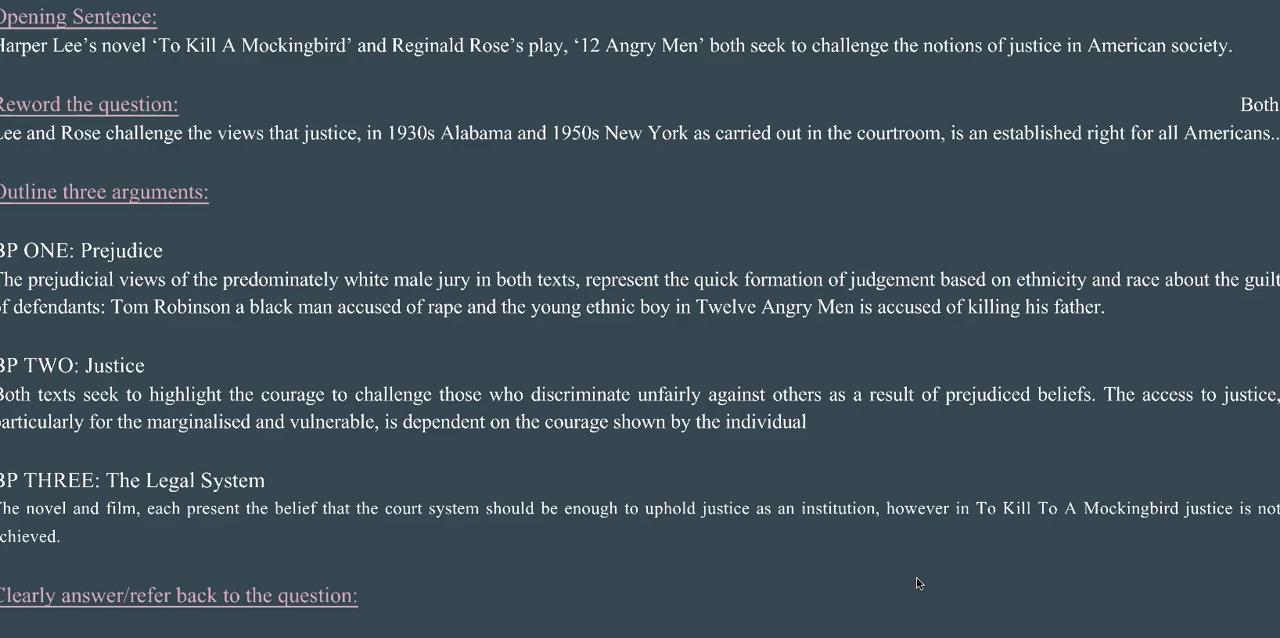 Opening Sentence:
Harper Lee’s novel ‘To Kill A Mockingbird’ and Reginald Rose’s play, ‘12 Angry Men’ both seek to challenge the notions of justice in American society.
Reword the question: Both
Lee and Rose challenge the views that justice, in 1930s Alabama and 1950s New York as carried out in the courtroom, is an established right for all Americans..
Outline three arguments:
BP ONE: Prejudice
The prejudicial views of the predominately white male jury in both texts, represent the quick formation of judgement based on ethnicity and race about the guilt
of defendants: Tom Robinson a black man accused of rape and the young ethnic boy in Twelve Angry Men is accused of killing his father.
BP TWO: Justice
Both texts seek to highlight the courage to challenge those who discriminate unfairly against others as a result of prejudiced beliefs. The access to justice,
particularly for the marginalised and vulnerable, is dependent on the courage shown by the individual
BP THREE: The Legal System
The novel and film, each present the belief that the court system should be enough to uphold justice as an institution, however in To Kill To A Mockingbird justice is not
achieved.
Clearly answer/refer back to the question: